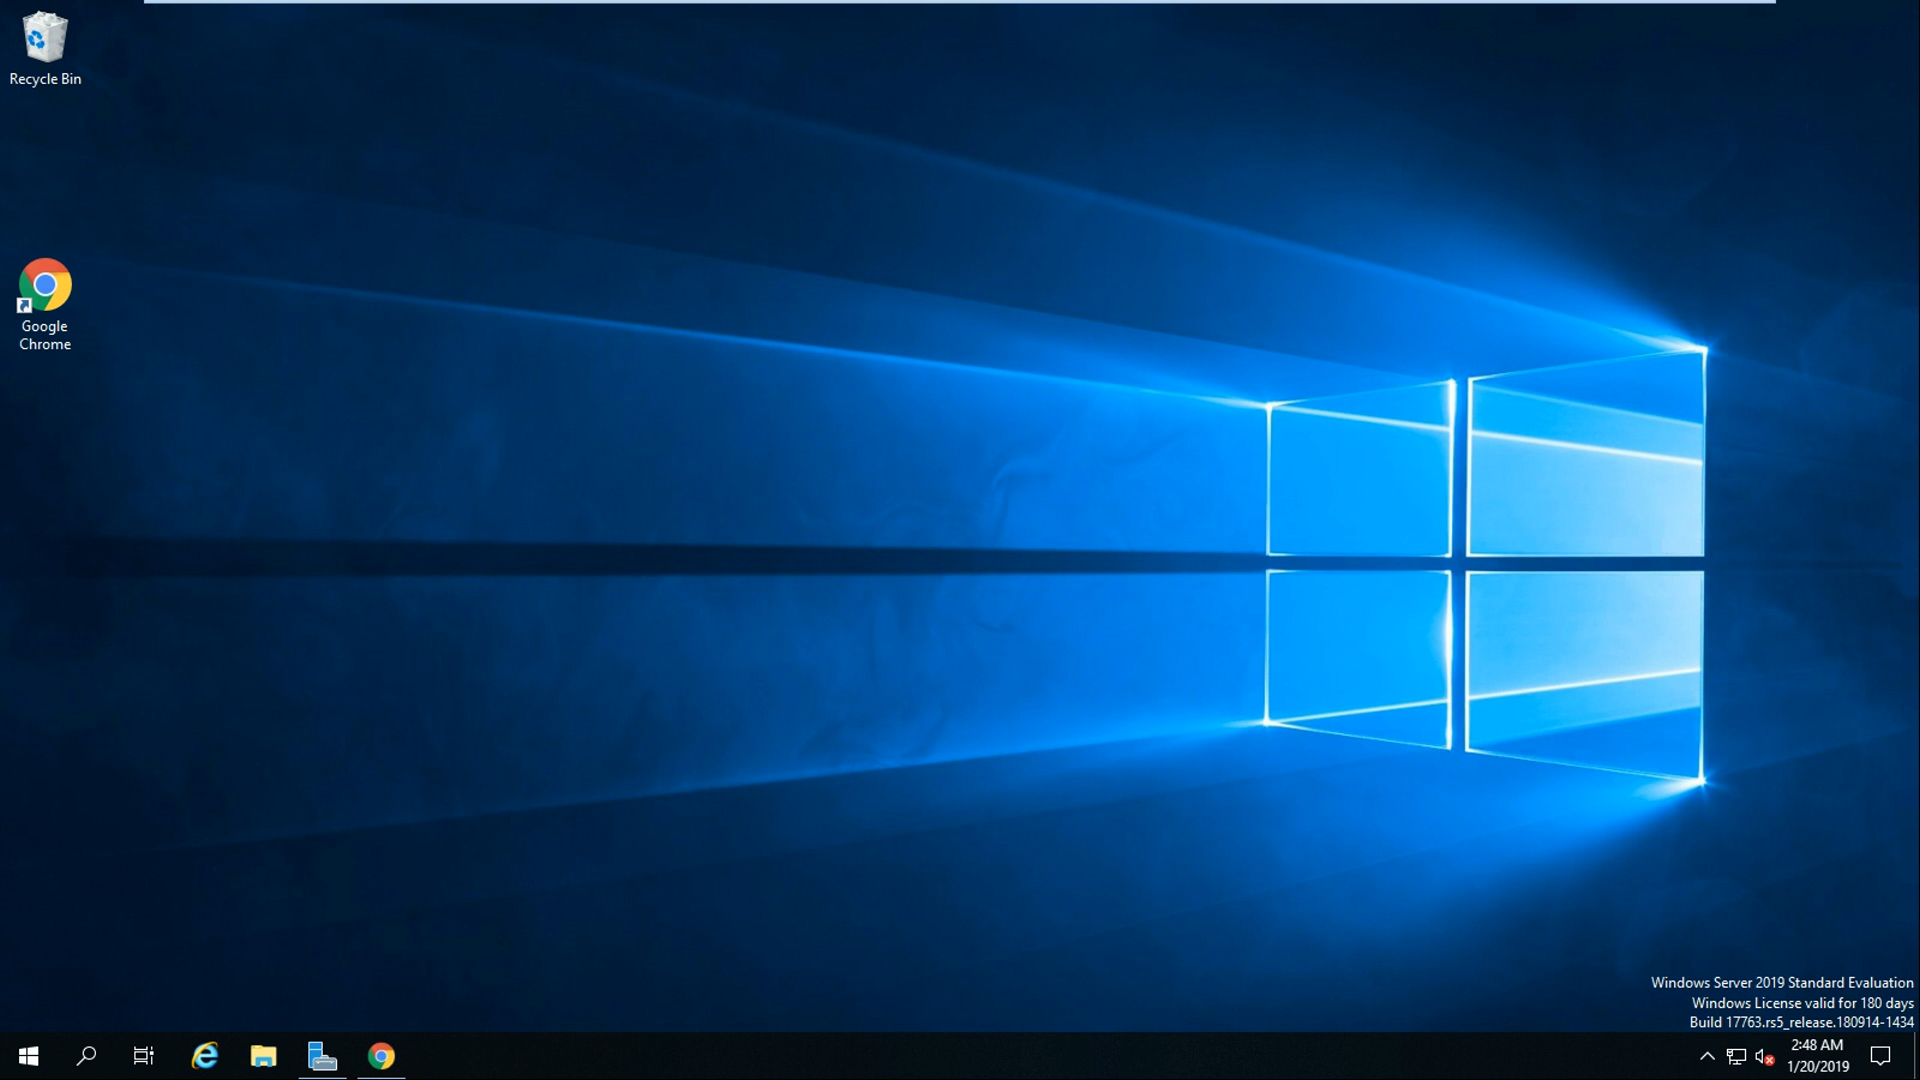 Recycle Bin
Google
Chrome
Windows Server 2019 Standard Evaluation
Windows License valid for 180 days
Build 17763.rs5_release.180914-1434
2:48 AM
1/20/2019